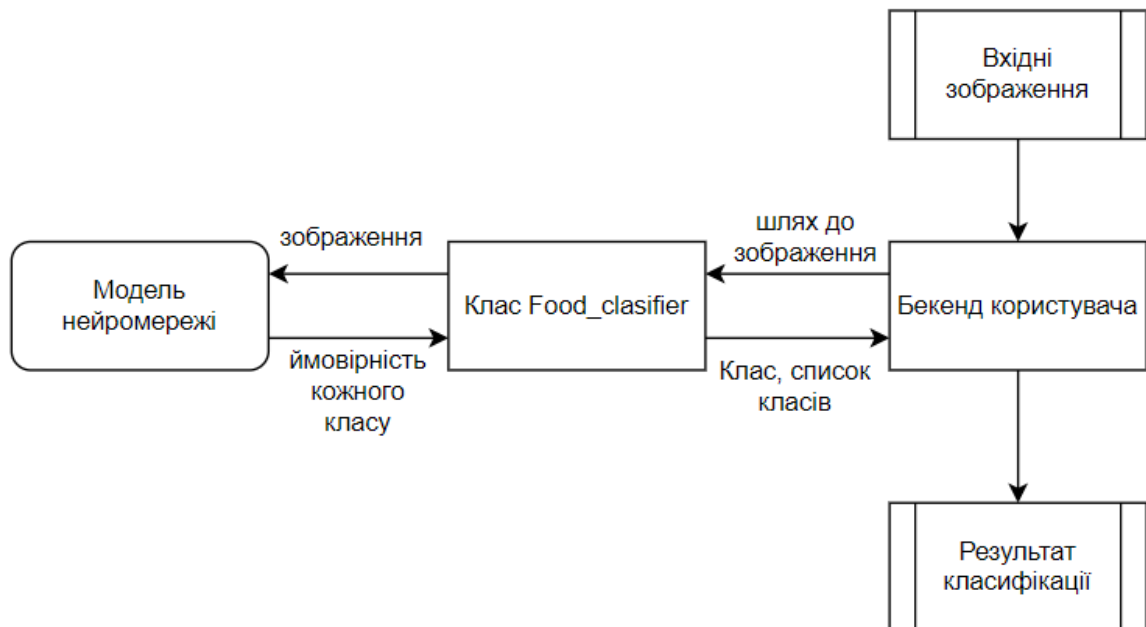 Вхідні
зображення
шлях до
зображення
зображення
Модель
нейромережі
Клас Food_clasifier
Бекенд користувача
ймовірність
кожного
класу
Клас, список
класів
Результат
класифікації